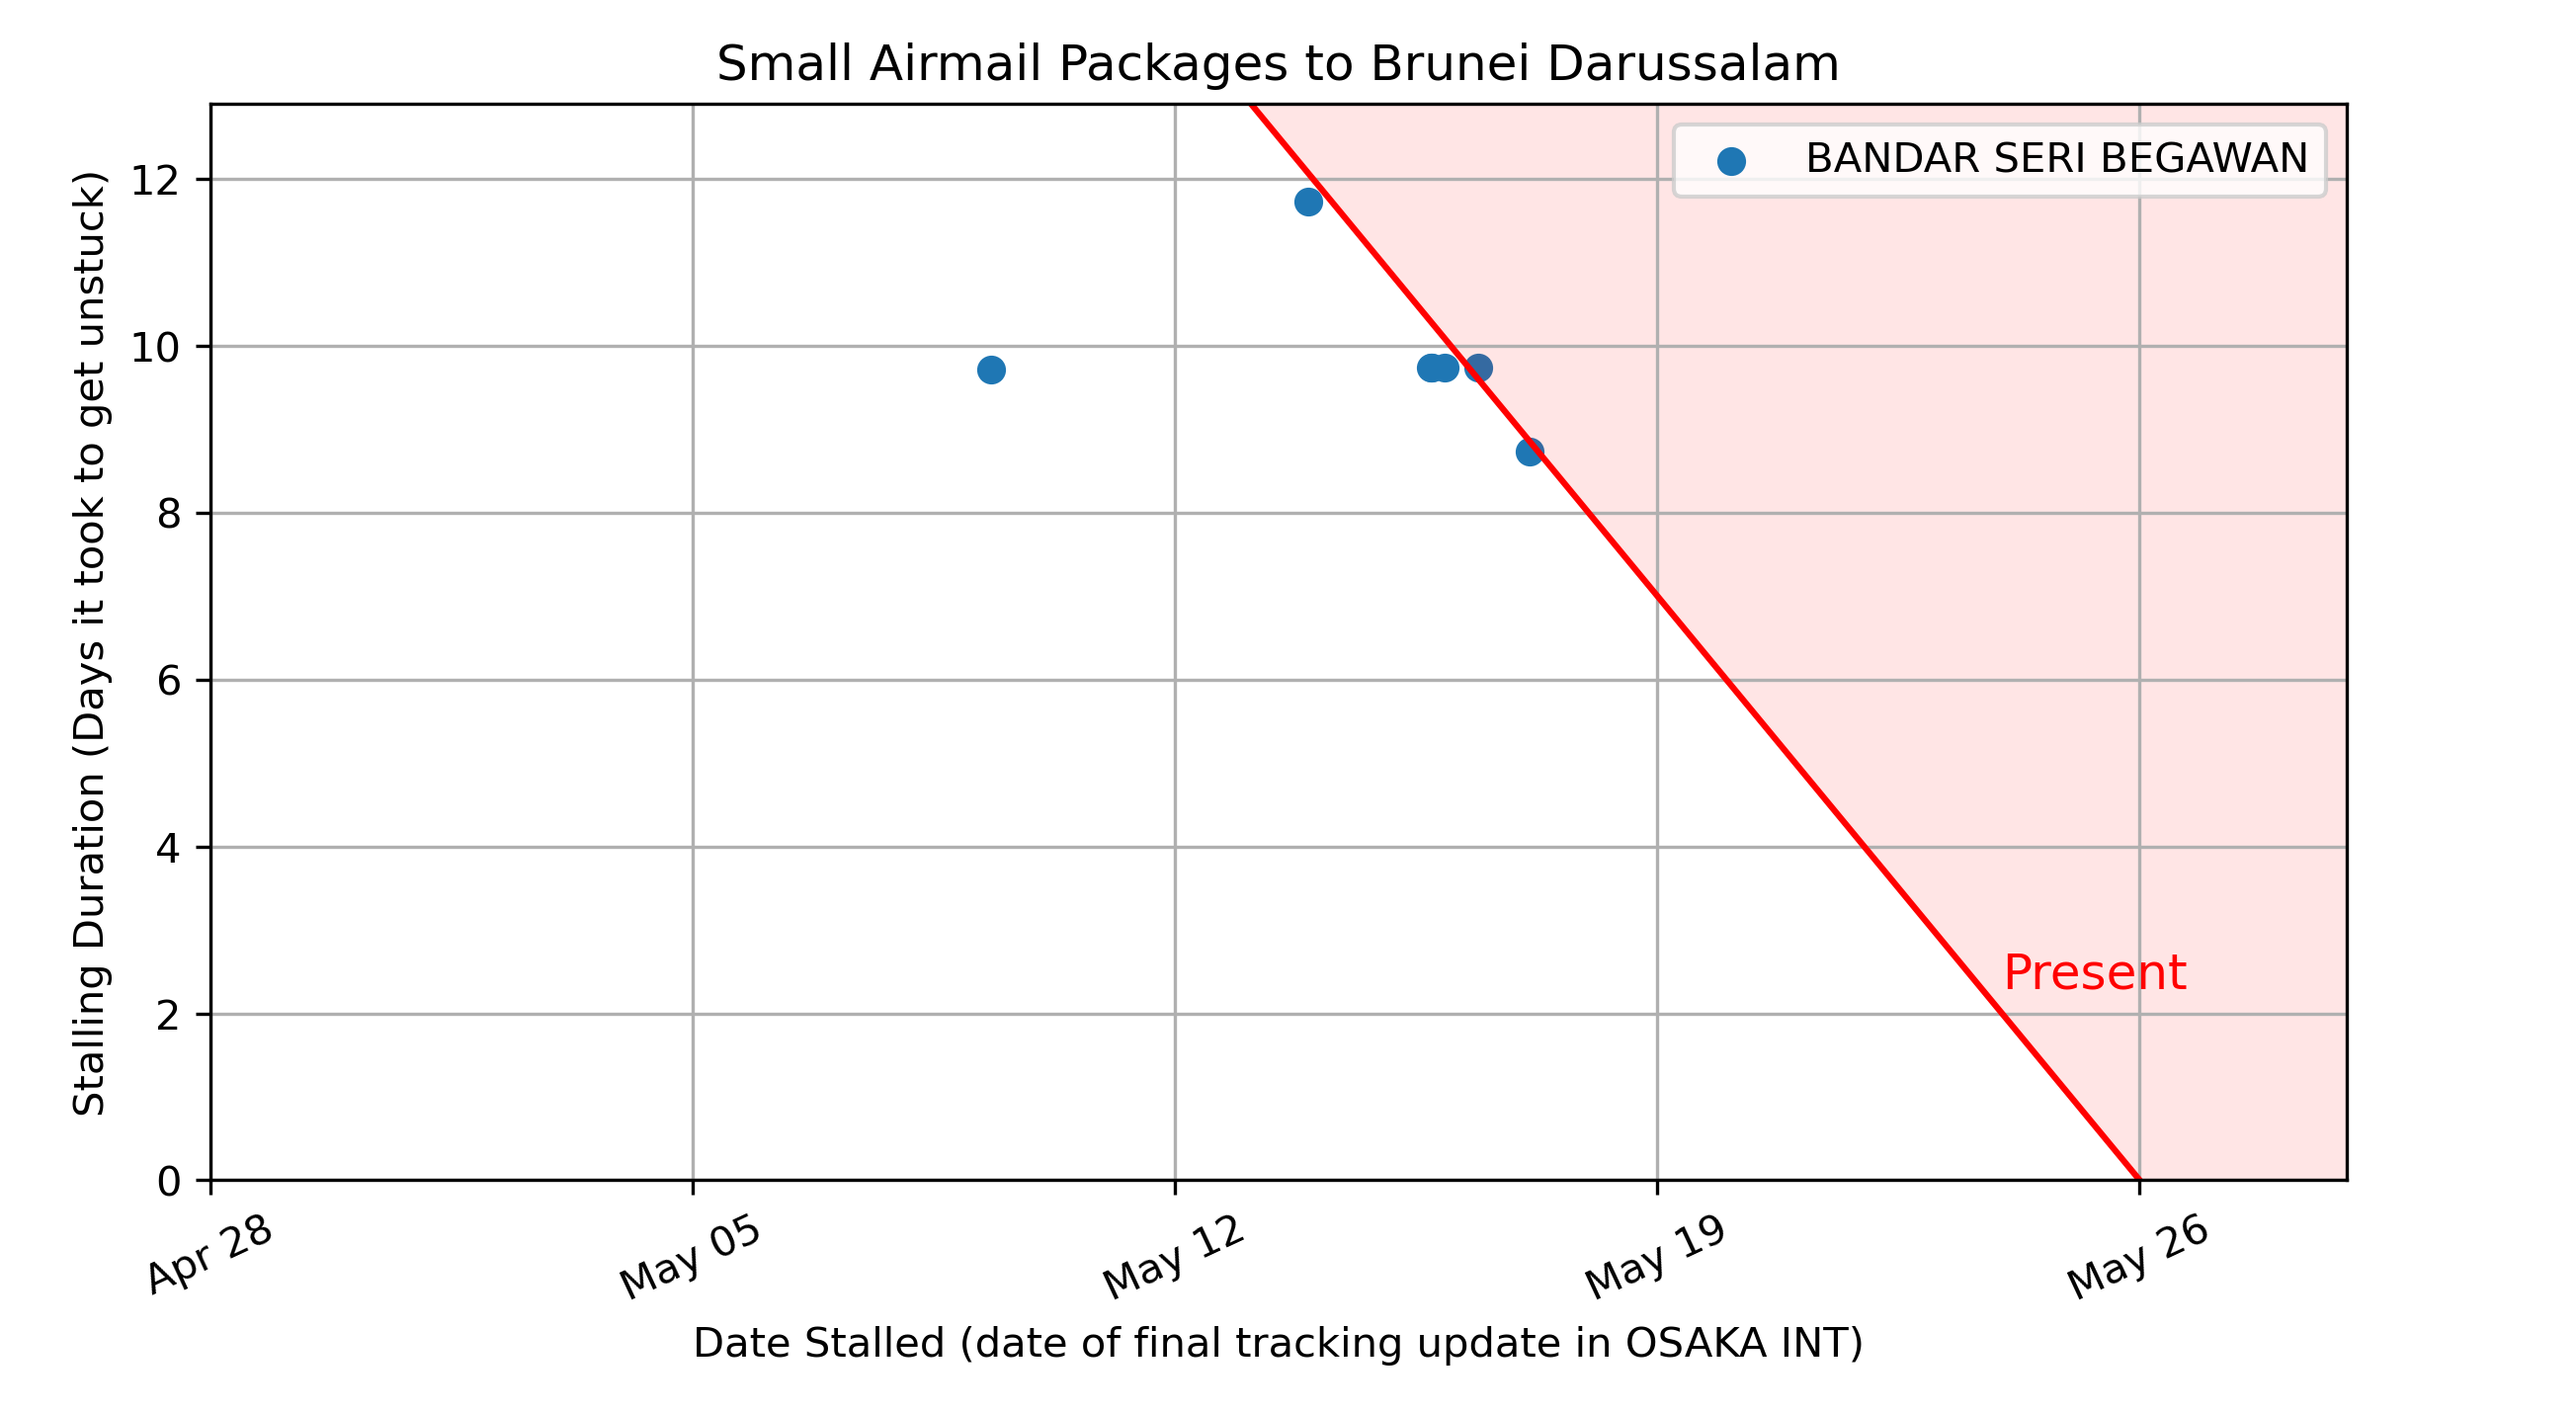 Small Airmail Packages to Brunei Darussalam
BANDAR SERI BEGAWAN
Stalling Duration (Days it took to get unstuck)
12
10
8
6
4
2
0
Present
Apr 28
May 05
May 12
May 19
May 26
Date Stalled (date of final tracking update in OSAKA INT)